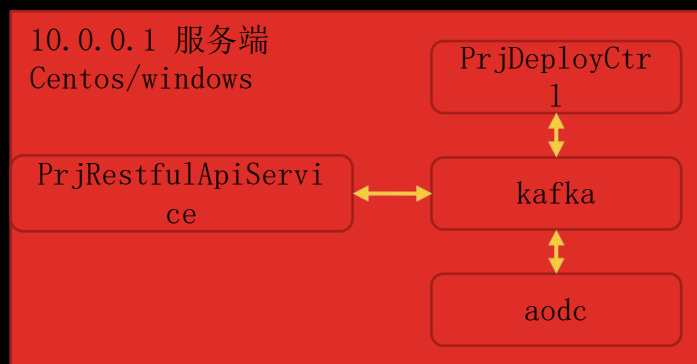 10.0.0.1 服务端
Centos/windows
PrjDeployCtr
l
PrjRestfulApiServi
ce
kafka
aodc